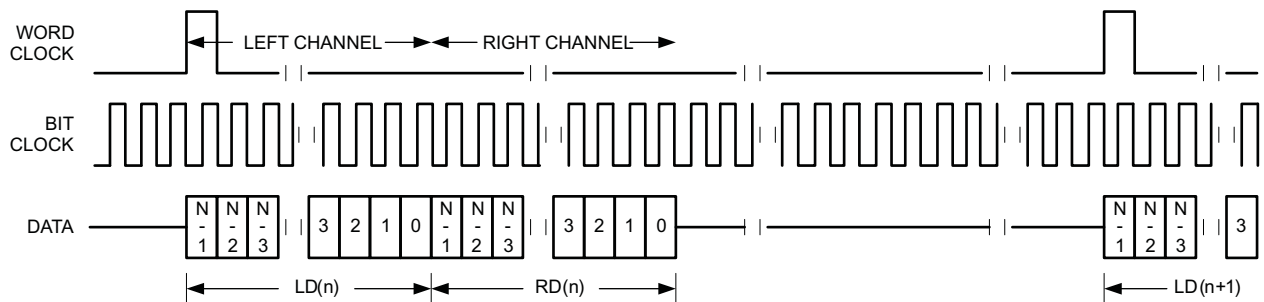 WORD
CLOCK
LEFT CHANNEL
RIGHT CHANNEL
BIT
CLOCK
DATA
N-1
N-2
N-3
3
2
1
0
N-1
N-2
N-3
3
2
1
0
N-1
N-2
N-3
3
LD(n)
RD(n)
LD(n+1)